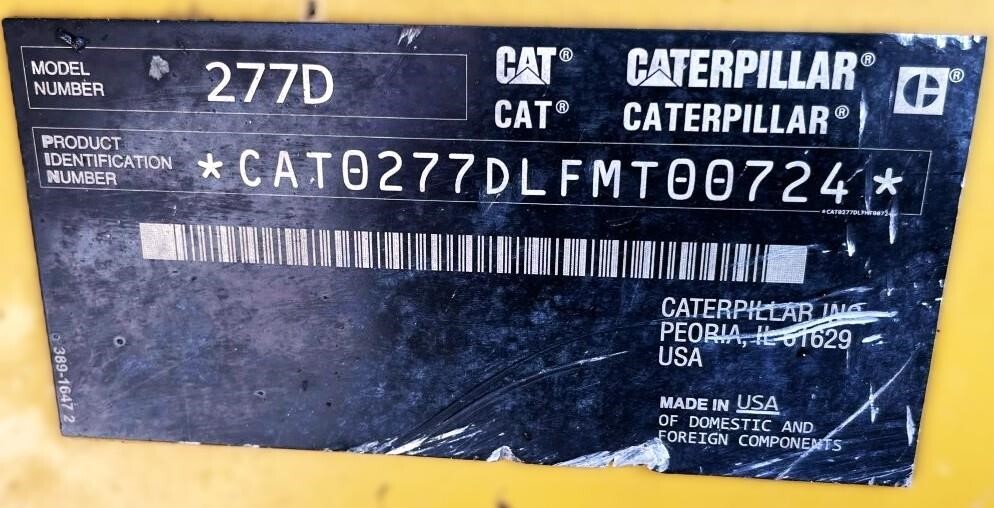 MODEL
NUMBER
277D
CAT® CATERPILLAR® ®
CAT® CATERPILLAR®
PRODUCT
IDENTIFICATION
NUMBER
*CAT0277DLFMT00724*
*CAT0277DLFMT00724
CATERPILLAR INC
PEORIA, IL 61629
USA
MADE IN USA
OF DOMESTIC AND
FOREIGN COMPONENTS
389-1647 2